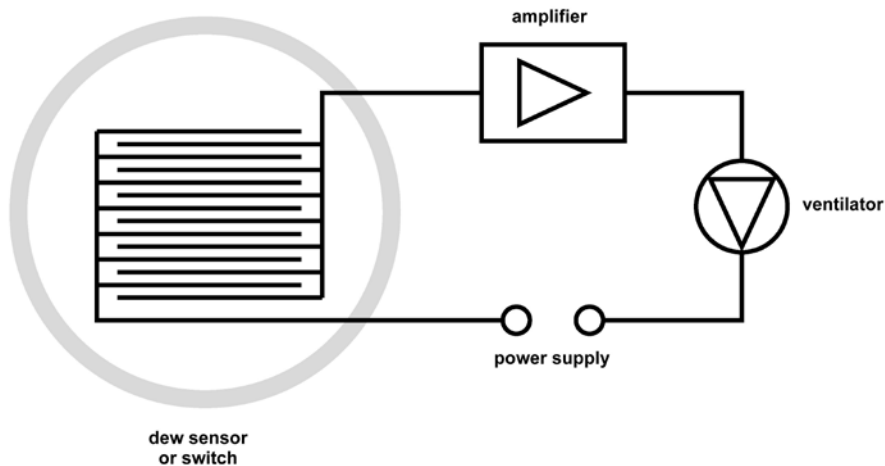 amplifier
ventilator
power supply
dew sensor
or switch